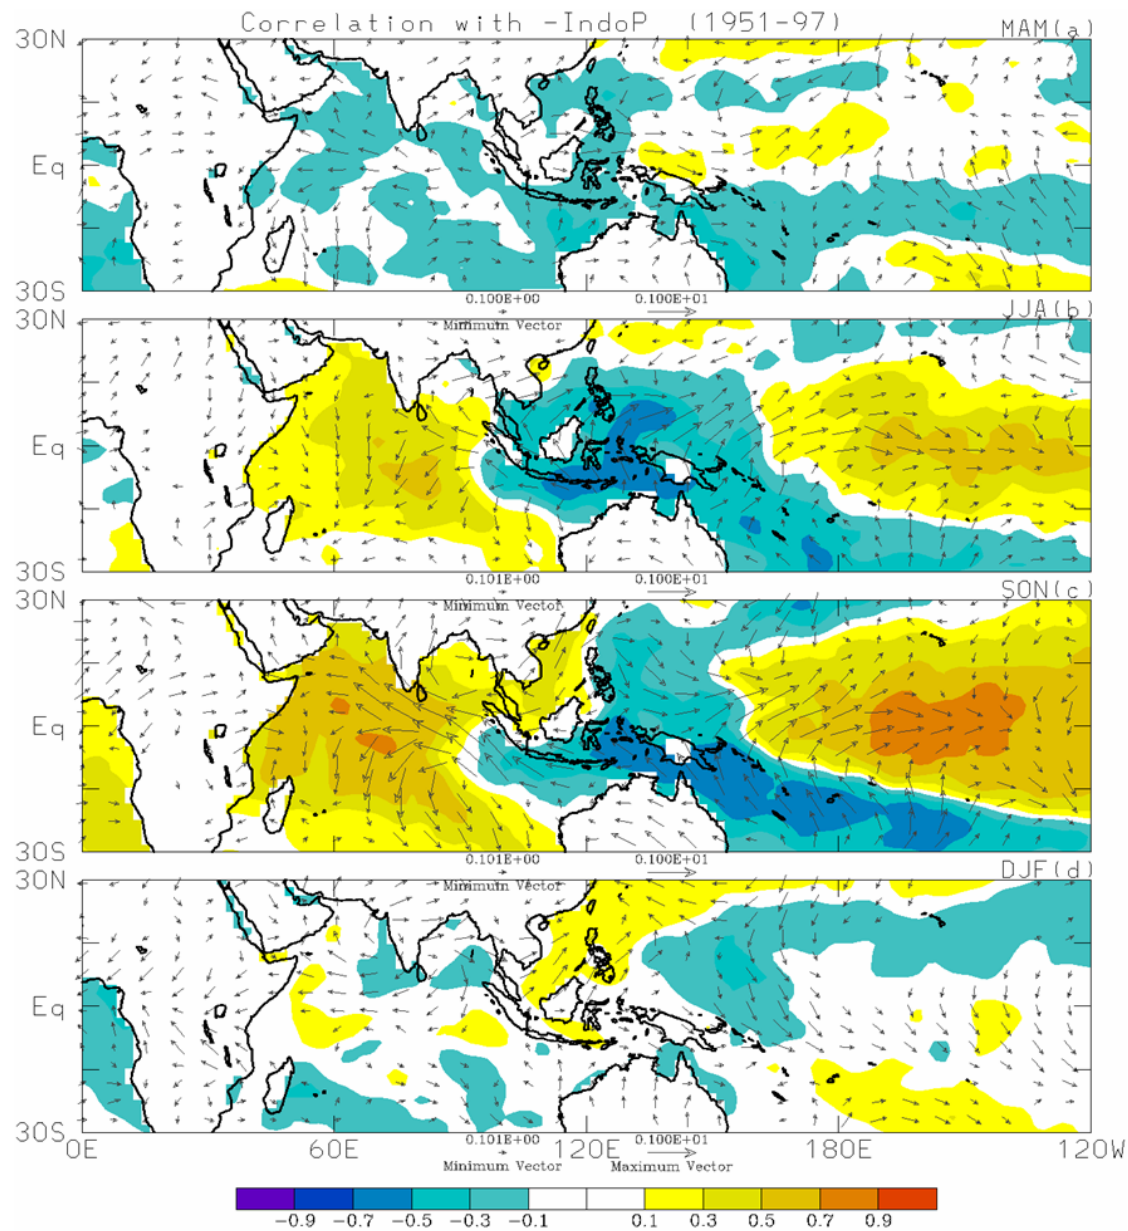 Correlation with -IndoP (1951-97)
MAM(a)
30N
Eq
30S
0.100E+00 0.100E+01
Minimum Vector
JJA(b)
30N
Eq
30S
0.101E+00 0.100E+01
Minimum Vector
SON(c)
30N
Eq
30S
0.101E+00 0.100E+01
Minimum Vector
DJF(d)
30N
Eq
30S
0E 60E 120E 180E 120W
0.101E+00 0.100E+01
Minimum Vector Maximum Vector
-0.9 -0.7 -0.5 -0.3 -0.1 0.1 0.3 0.5 0.7 0.9